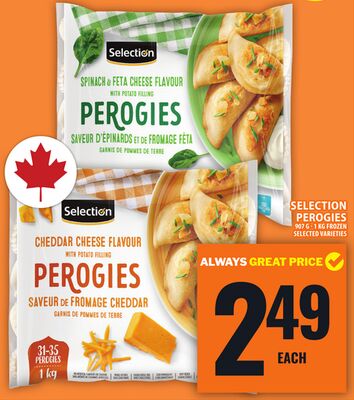 Selection
SPINACH & FETA CHEESE FLAVOUR
WITH POTATO FILLING
PEROGIES
SAVEUR D'ÉPINARDS ET DE FROMAGE FÉTA
GARNIS DE POMMES DE TERRE
SELECTION
PEROGIES
907 G - 1 KG FROZEN
SELECTED VARIETIES
Selection
CHEDDAR CHEESE FLAVOUR
WITH POTATO FILLING
PEROGIES
SAVEUR DE FROMAGE CHEDDAR
GARNIS DE POMMES DE TERRE
31-35
PEROGIES
1 kg
ALWAYS GREAT PRICE
2 49
EACH